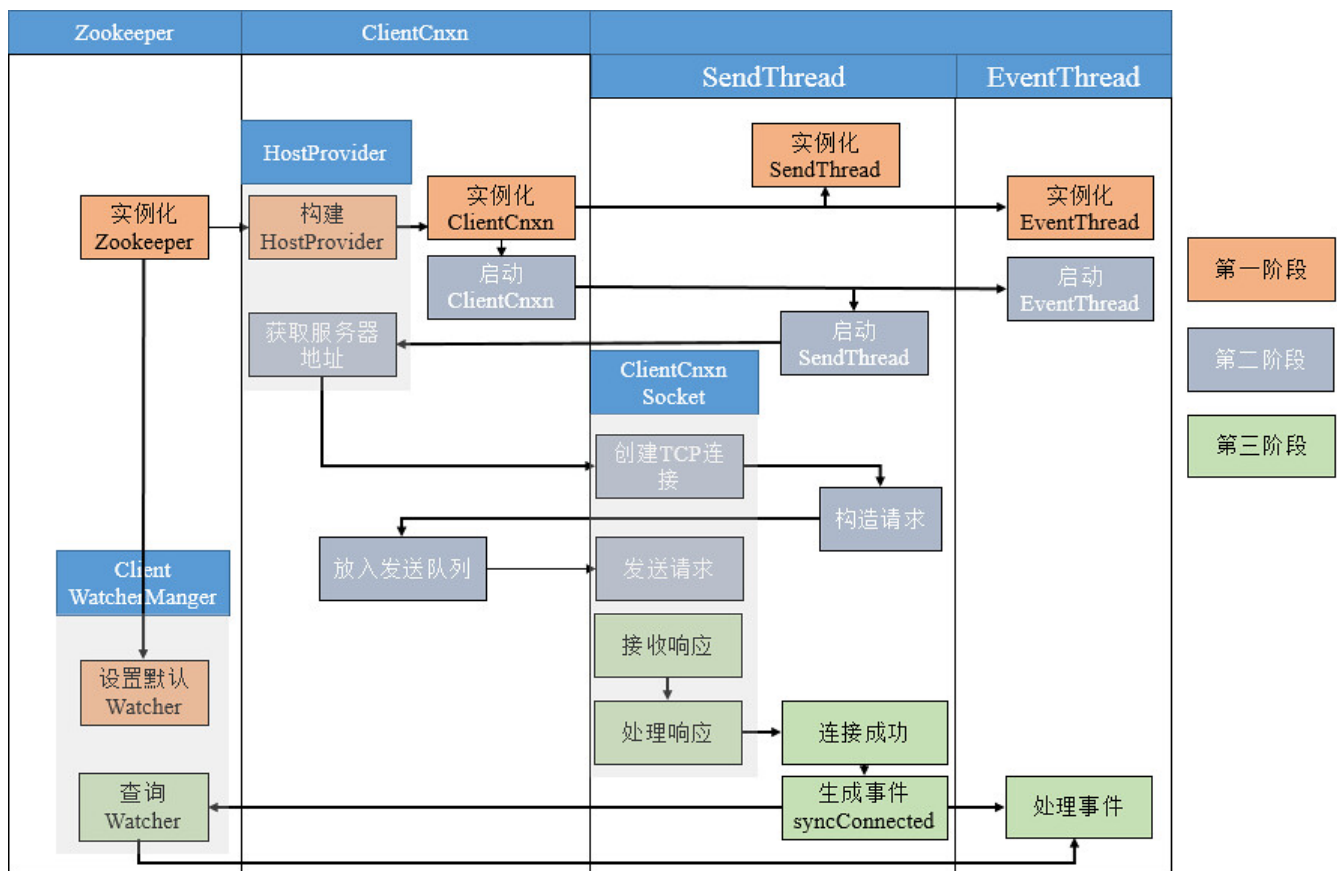 Zookeeper
ClientCnxn
SendThread
EventThread
HostProvider
实例化
SendThread
实例化
Zookeeper
构建
HostProvider
实例化
ClientCnxn
实例化
EventThread
启动
ClientCnxn
启动
EventThread
第一阶段
获取服务器
地址
启动
SendThread
第二阶段
ClientCnxn
Socket
创建TCP连
接
第三阶段
构造请求
放入发送队列
发送请求
Client
WatcherManger
接收响应
设置默认
Watcher
处理响应
连接成功
查询
Watcher
生成事件
syncConnected
处理事件